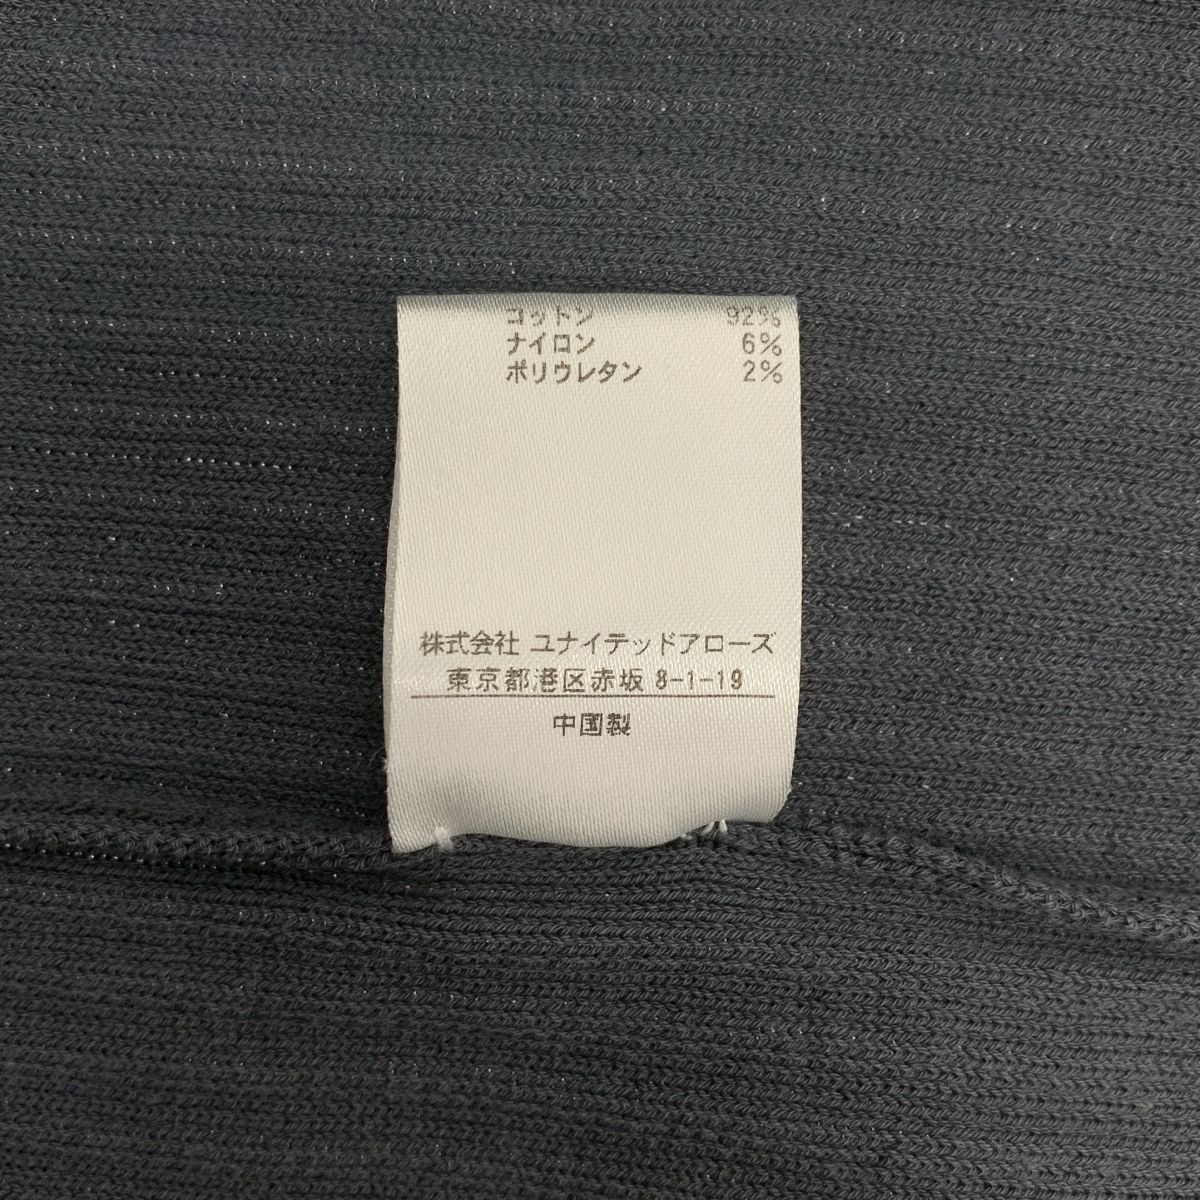 コットン 92%
ナイロン 6%
ポリウレタン 2%
株式会社 ユナイテッドアローズ
東京都港区赤坂 8-1-19
中国製